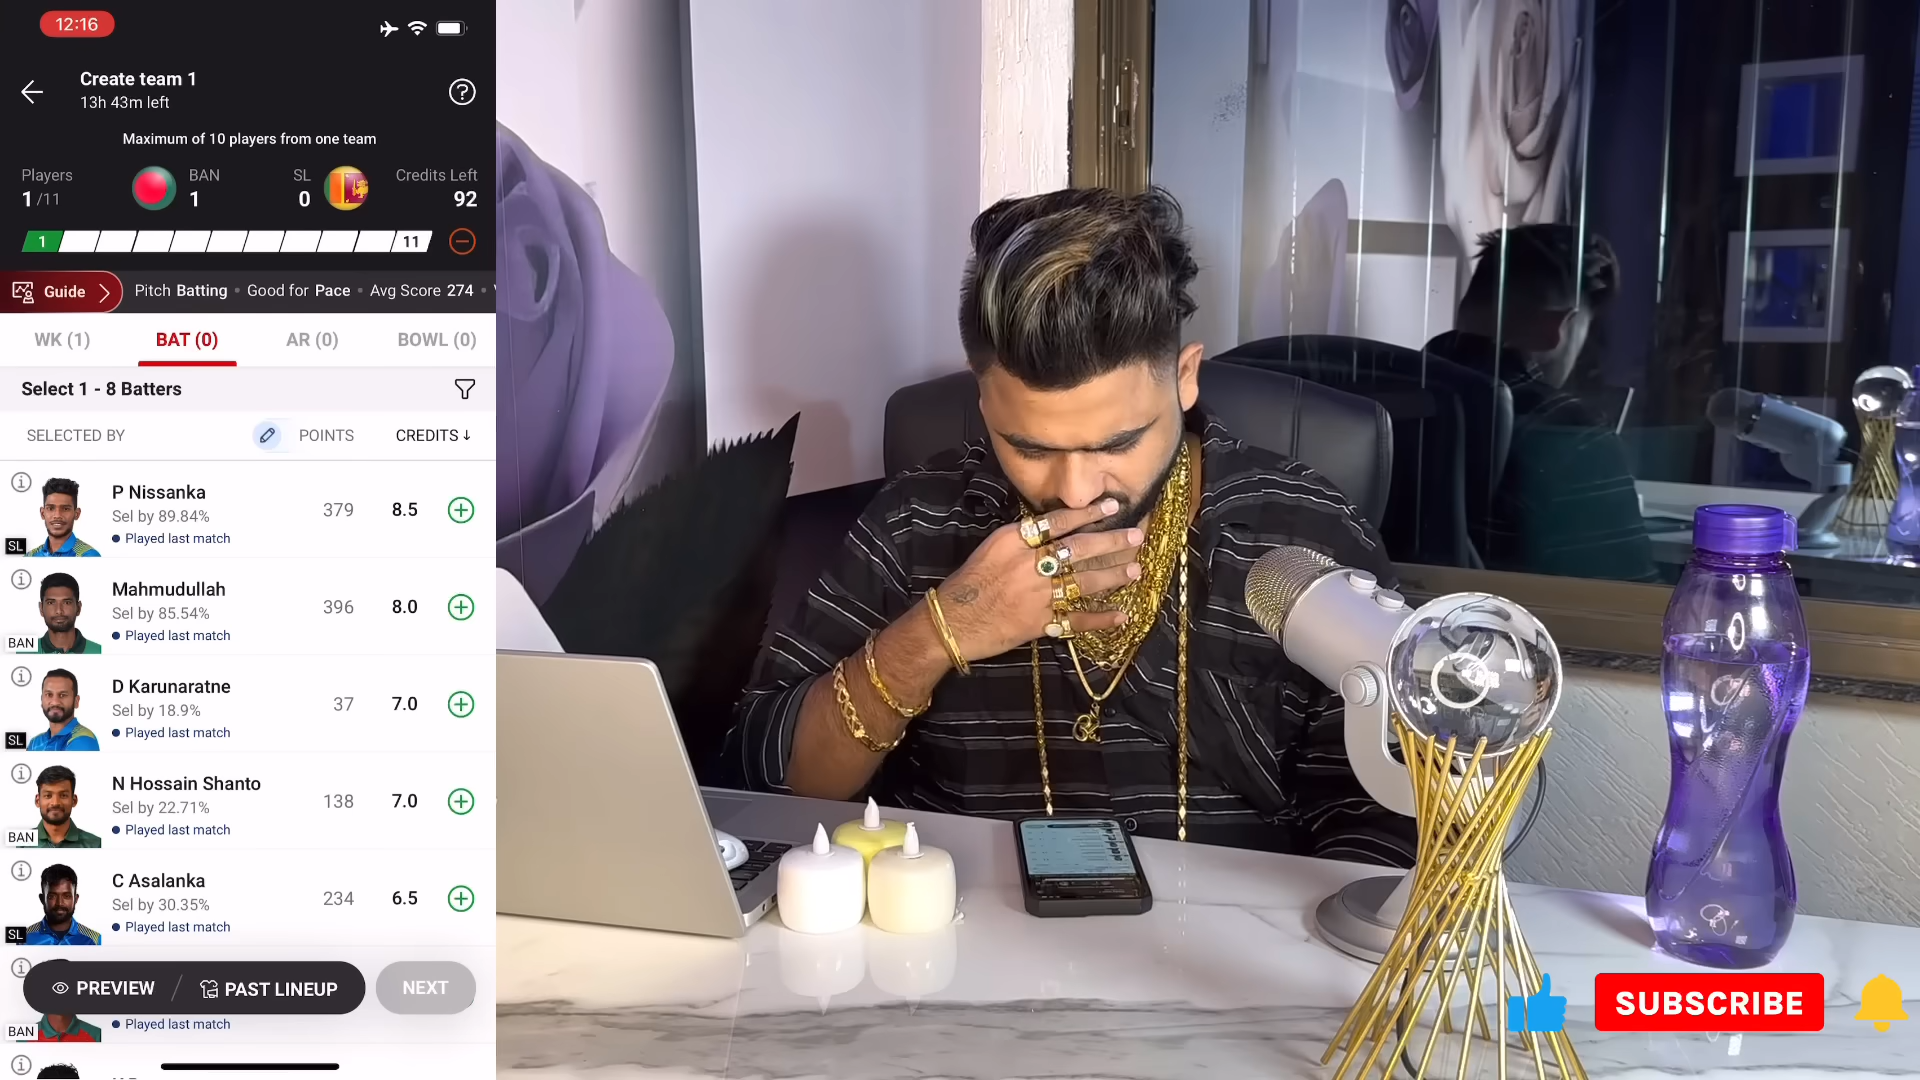 12:16
Create team 1
13h 43m left
Maximum of 10 players from one team
Players BAN SL Credits Left
1/11 1 0 92
1 11
Guide Pitch Batting • Good for Pace • Avg Score 274 •
WK (1) BAT (0) AR (0) BOWL (0)
Select 1 - 8 Batters
SELECTED BY POINTS CREDITS↓
P Nissanka
Sel by 89.84% 379 8.5
Played last match
SL
Mahmudullah
Sel by 85.54% 396 8.0
Played last match
BAN
D Karunaratne
Sel by 18.9% 37 7.0
Played last match
SL
N Hossain Shanto
Sel by 22.71% 138 7.0
Played last match
BAN
C Asalanka
Sel by 30.35% 234 6.5
Played last match
SL
PREVIEW / PAST LINEUP NEXT
Played last match
BAN
SUBSCRIBE